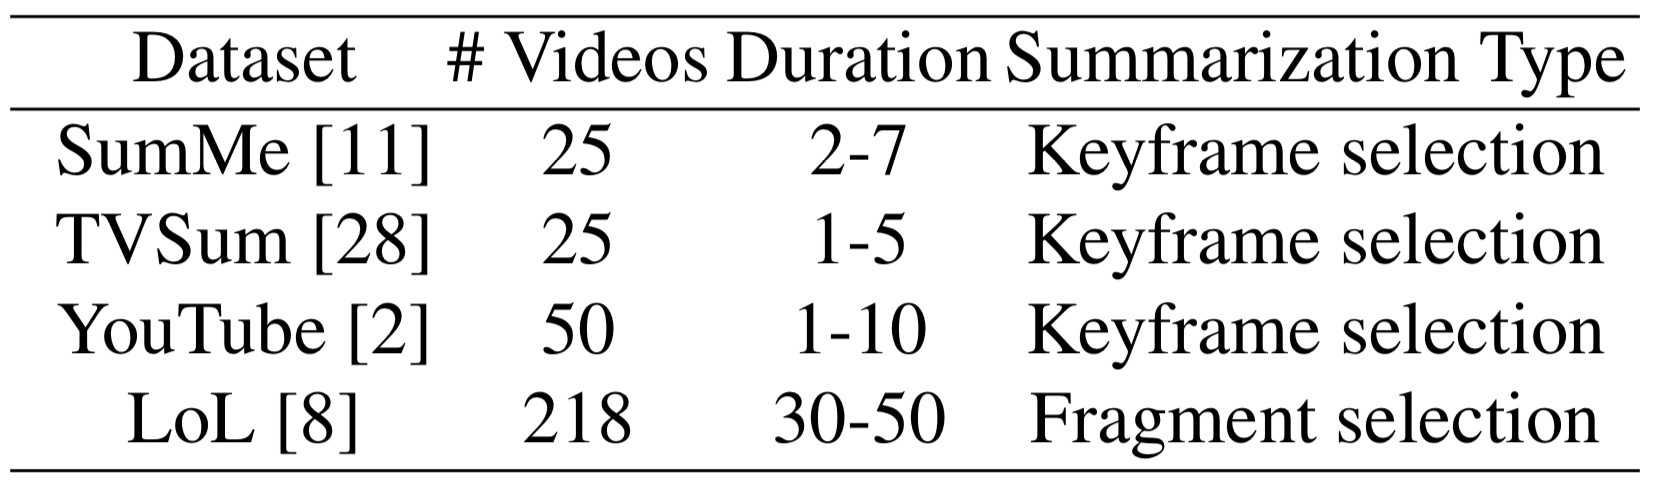 Dataset # Videos Duration Summarization Type
SumMe [11] 25 2-7 Keyframe selection
TVSum [28] 25 1-5 Keyframe selection
YouTube [2] 50 1-10 Keyframe selection
LoL [8] 218 30-50 Fragment selection